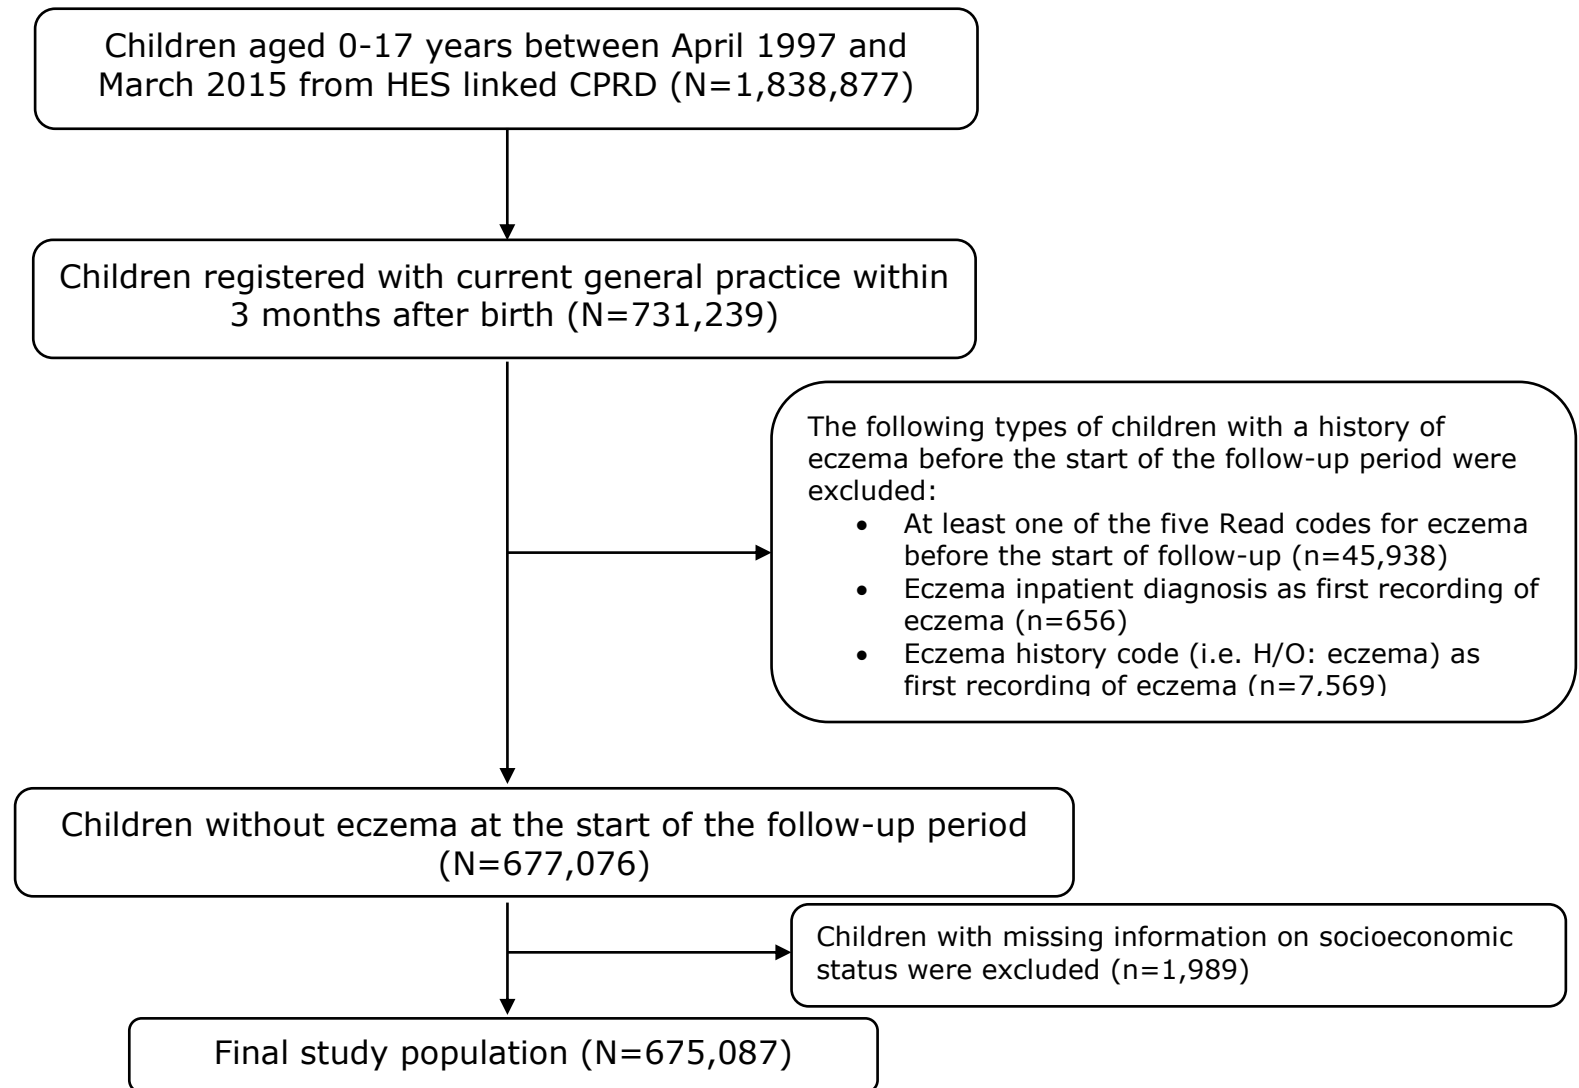 Children aged 0-17 years between April 1997 and
March 2015 from HES linked CPRD (N=1,838,877)
Children registered with current general practice within
3 months after birth (N=731,239)
The following types of children with a history of
eczema before the start of the follow-up period were
excluded:
• At least one of the five Read codes for eczema
before the start of follow-up (n=45,938)
• Eczema inpatient diagnosis as first recording of
eczema (n=656)
• Eczema history code (i.e. H/O: eczema) as
first recording of eczema (n=7,569)
Children without eczema at the start of the follow-up period
(N=677,076)
Children with missing information on socioeconomic
status were excluded (n=1,989)
Final study population (N=675,087)